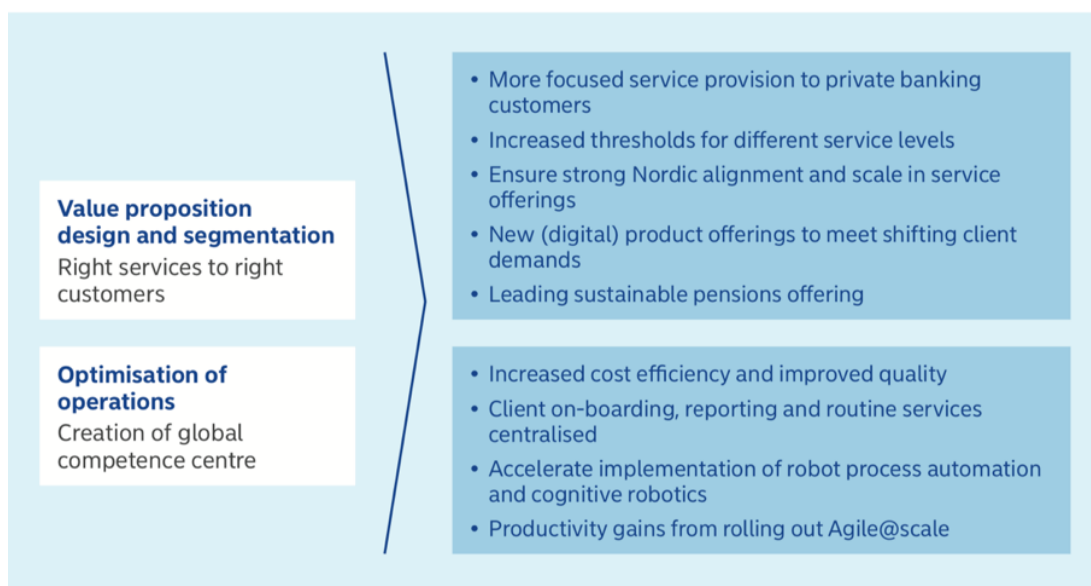 Value proposition
design and segmentation
Right services to right
customers
• More focused service provision to private banking
customers
• Increased thresholds for different service levels
• Ensure strong Nordic alignment and scale in service
offerings
• New (digital) product offerings to meet shifting client
demands
• Leading sustainable pensions offering
Optimisation of
operations
Creation of global
competence centre
• Increased cost efficiency and improved quality
• Client on-boarding, reporting and routine services
centralised
• Accelerate implementation of robot process automation
and cognitive robotics
• Productivity gains from rolling out Agile@scale